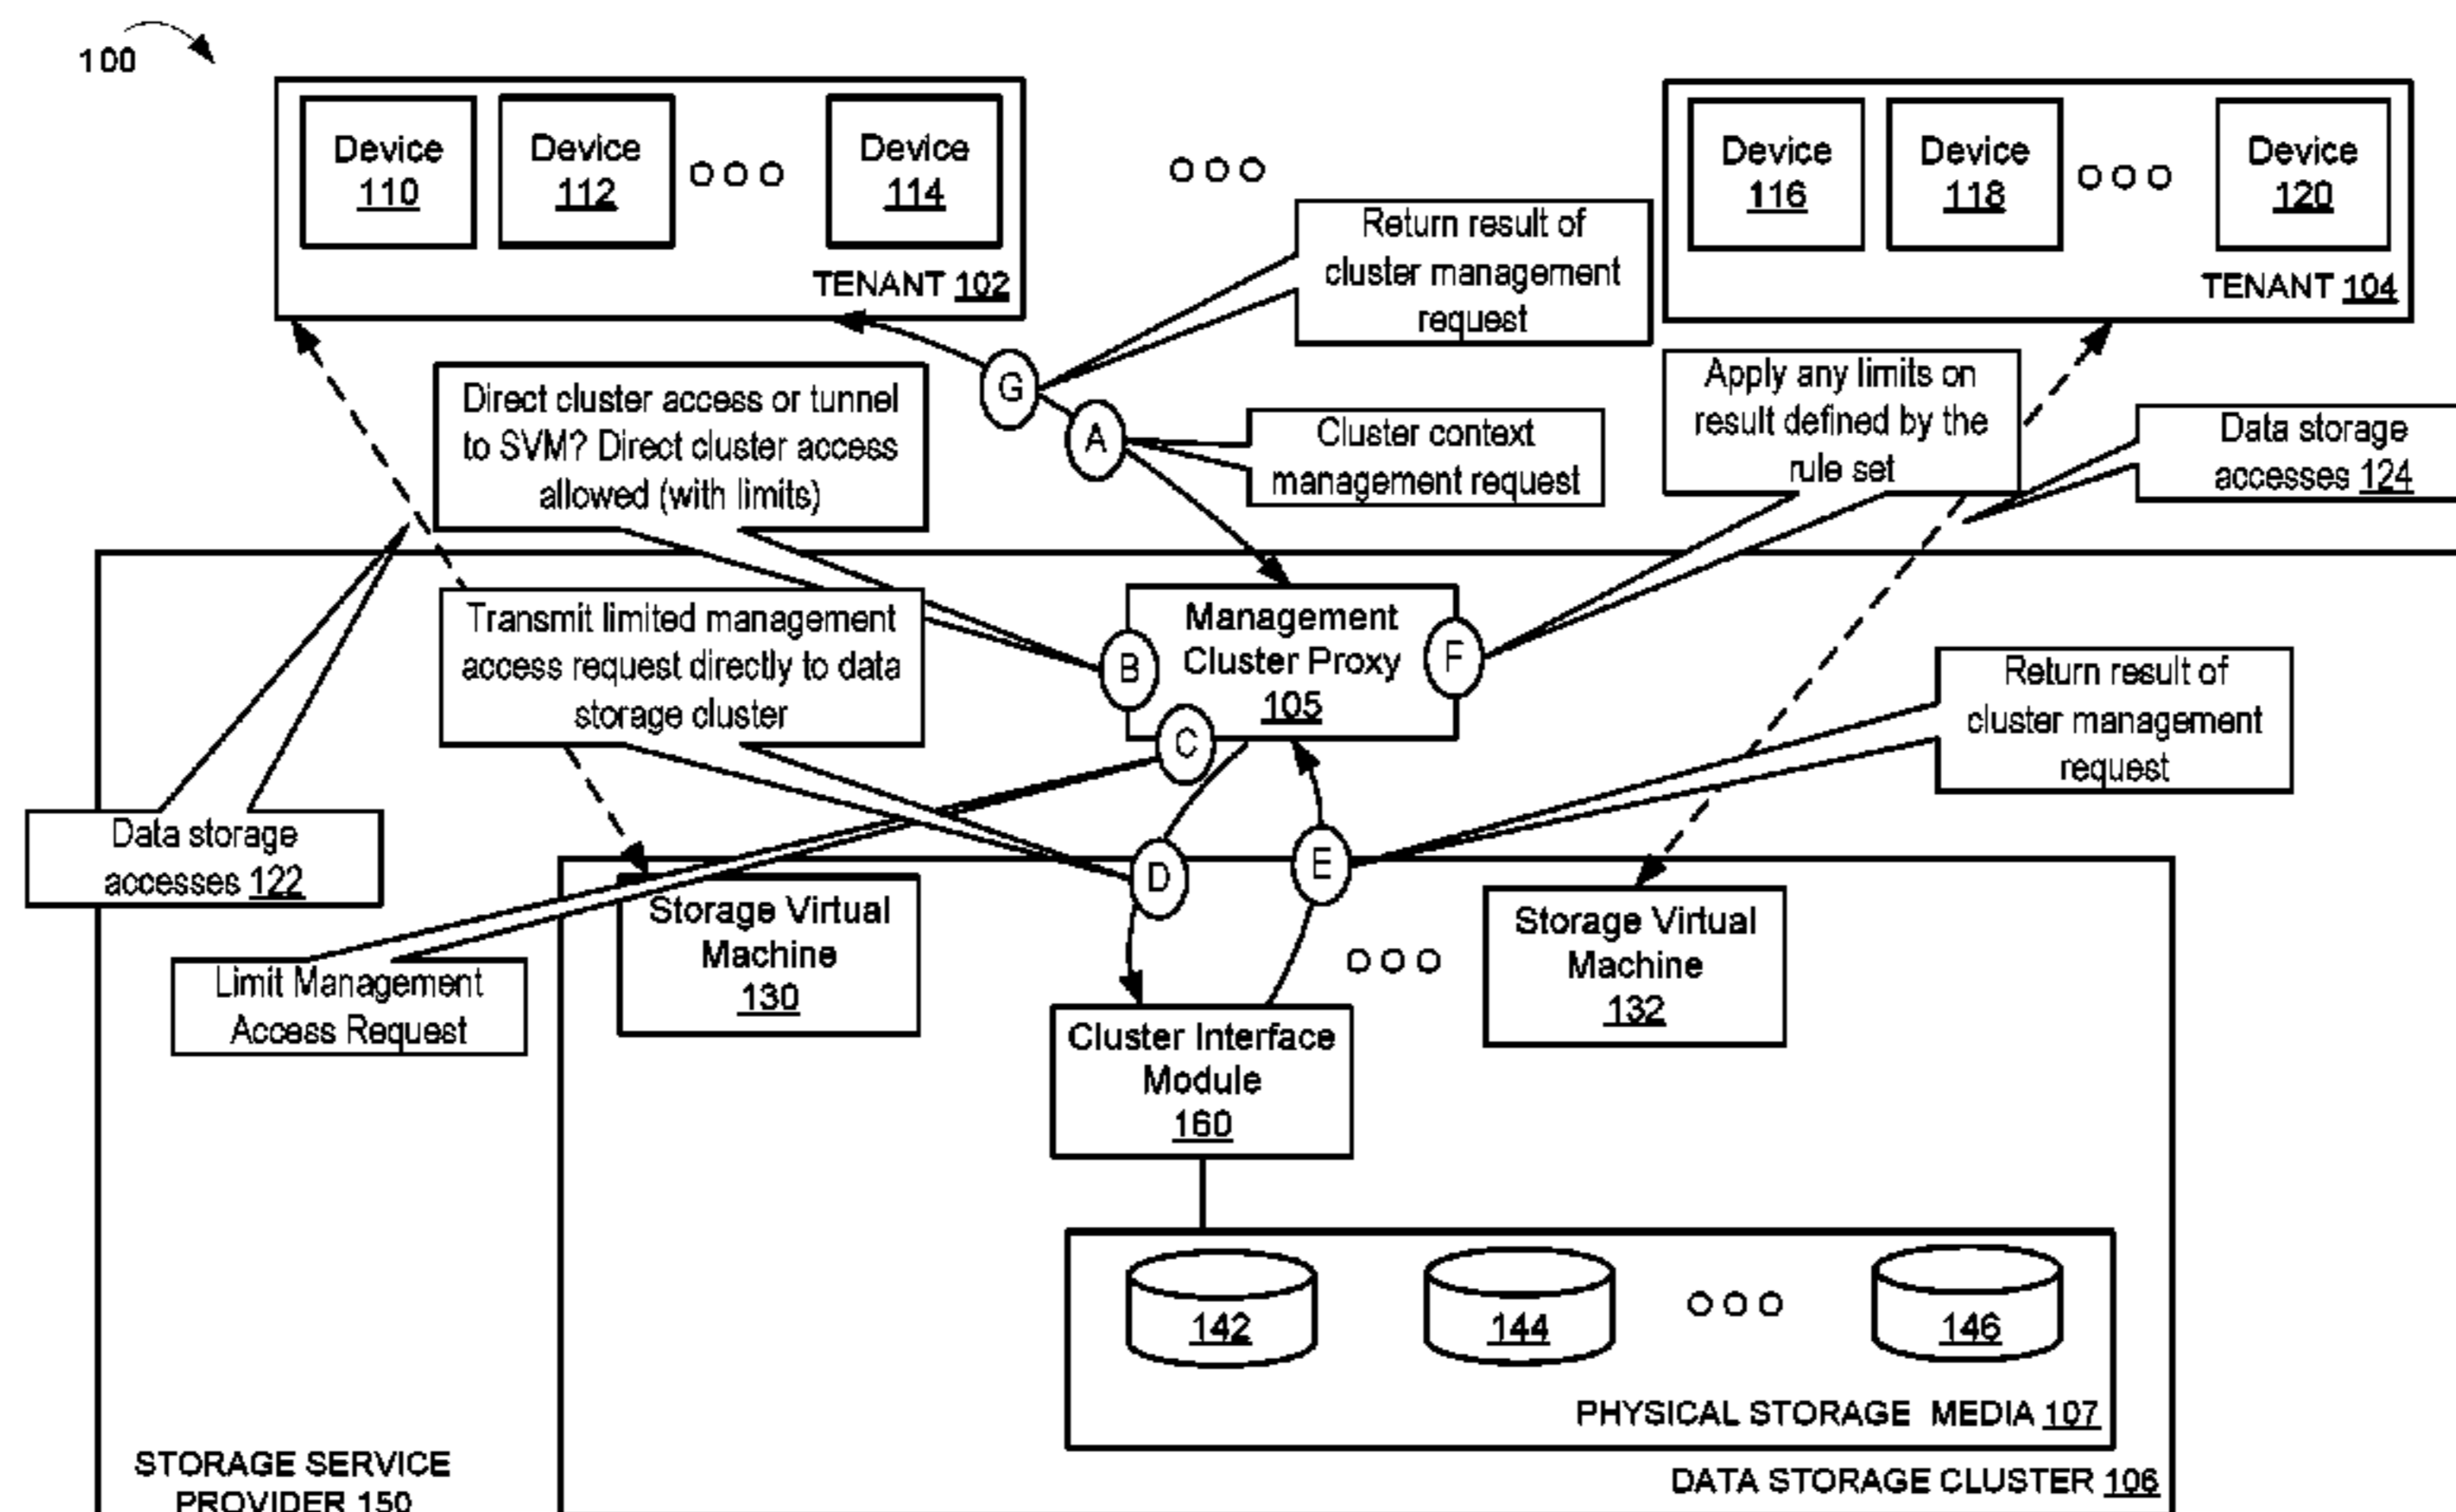 100
Device
110
Device
112
Device
114
TENANT 102
Device
116
Device
118
Device
120
TENANT 104
Return result of
cluster management
request
G
A
Direct cluster access or tunnel
to SVM? Direct cluster access
allowed (with limits)
Cluster context
management request
Apply any limits on
result defined by the
rule set
Data storage
accesses 124
Transmit limited management
access request directly to data
storage cluster
Management
Cluster Proxy
105
B
F
C
Return result of
cluster management
request
Data storage
accesses 122
D
E
Storage Virtual
Machine
130
Storage Virtual
Machine
132
Limit Management
Access Request
Cluster Interface
Module
160
142
144
146
PHYSICAL STORAGE MEDIA 107
STORAGE SERVICE
PROVIDER 150
DATA STORAGE CLUSTER 106